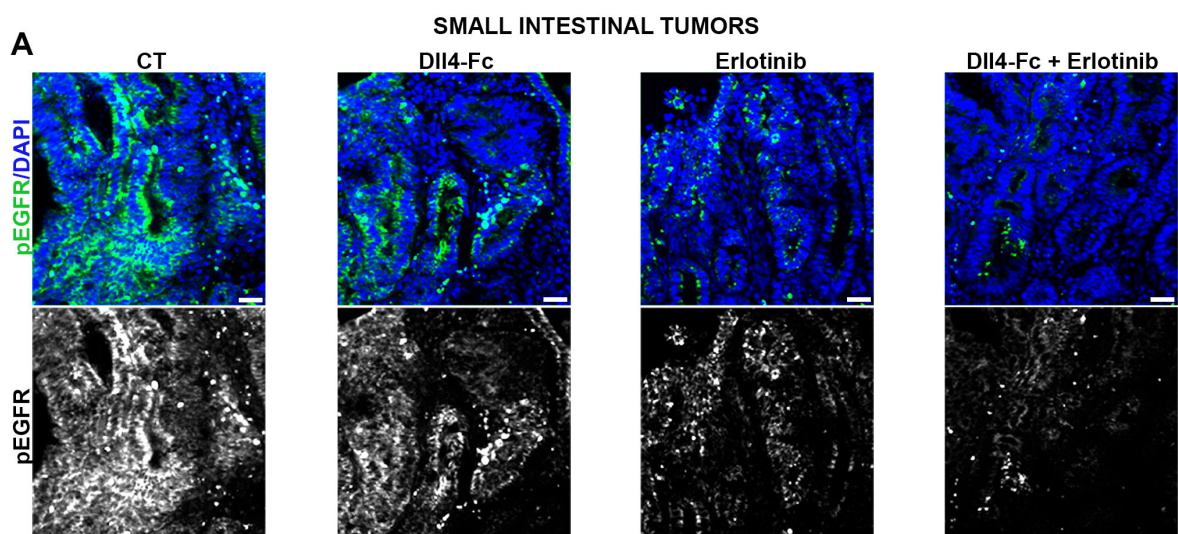 SMALL INTESTINAL TUMORS
A
CT
Dll4-Fc
Erlotinib
Dll4-Fc + Erlotinib
pEGFR/DAPI
pEGFR